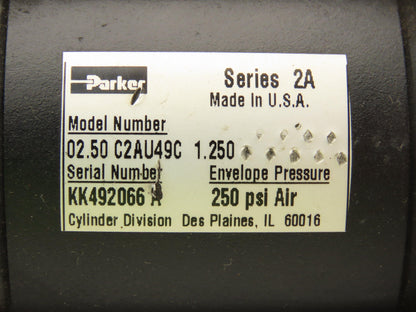 Parker
Series 2A
Made In U.S.A.
Model Number
02.50 C2AU49C 1.250
Serial Number Envelope Pressure
KK492066 A 250 psi Air
Cylinder Division Des Plaines, IL 60016